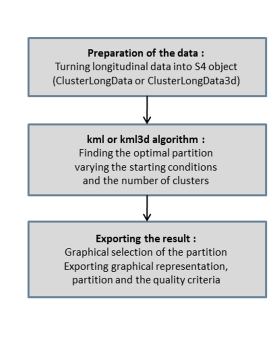 Preparation of the data :
Turning longitudinal data into S4 object
(ClusterLongData or ClusterLongData3d)
kml or kml3d algorithm :
Finding the optimal partition
varying the starting conditions
and the number of clusters
Exporting the result :
Graphical selection of the partition
Exporting graphical representation,
partition and the quality criteria